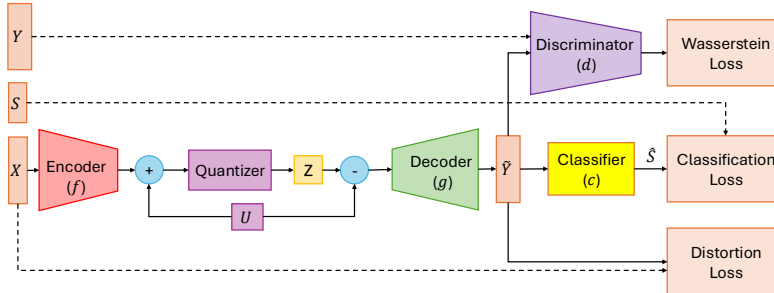 Y
Discriminator
(d)
Wasserstein
Loss
S
X
Encoder
(f)
+
Quantizer
Z
-
Decoder
(g)
Ỹ
Classifier
(c)
Ŝ
Classification
Loss
U
Distortion
Loss